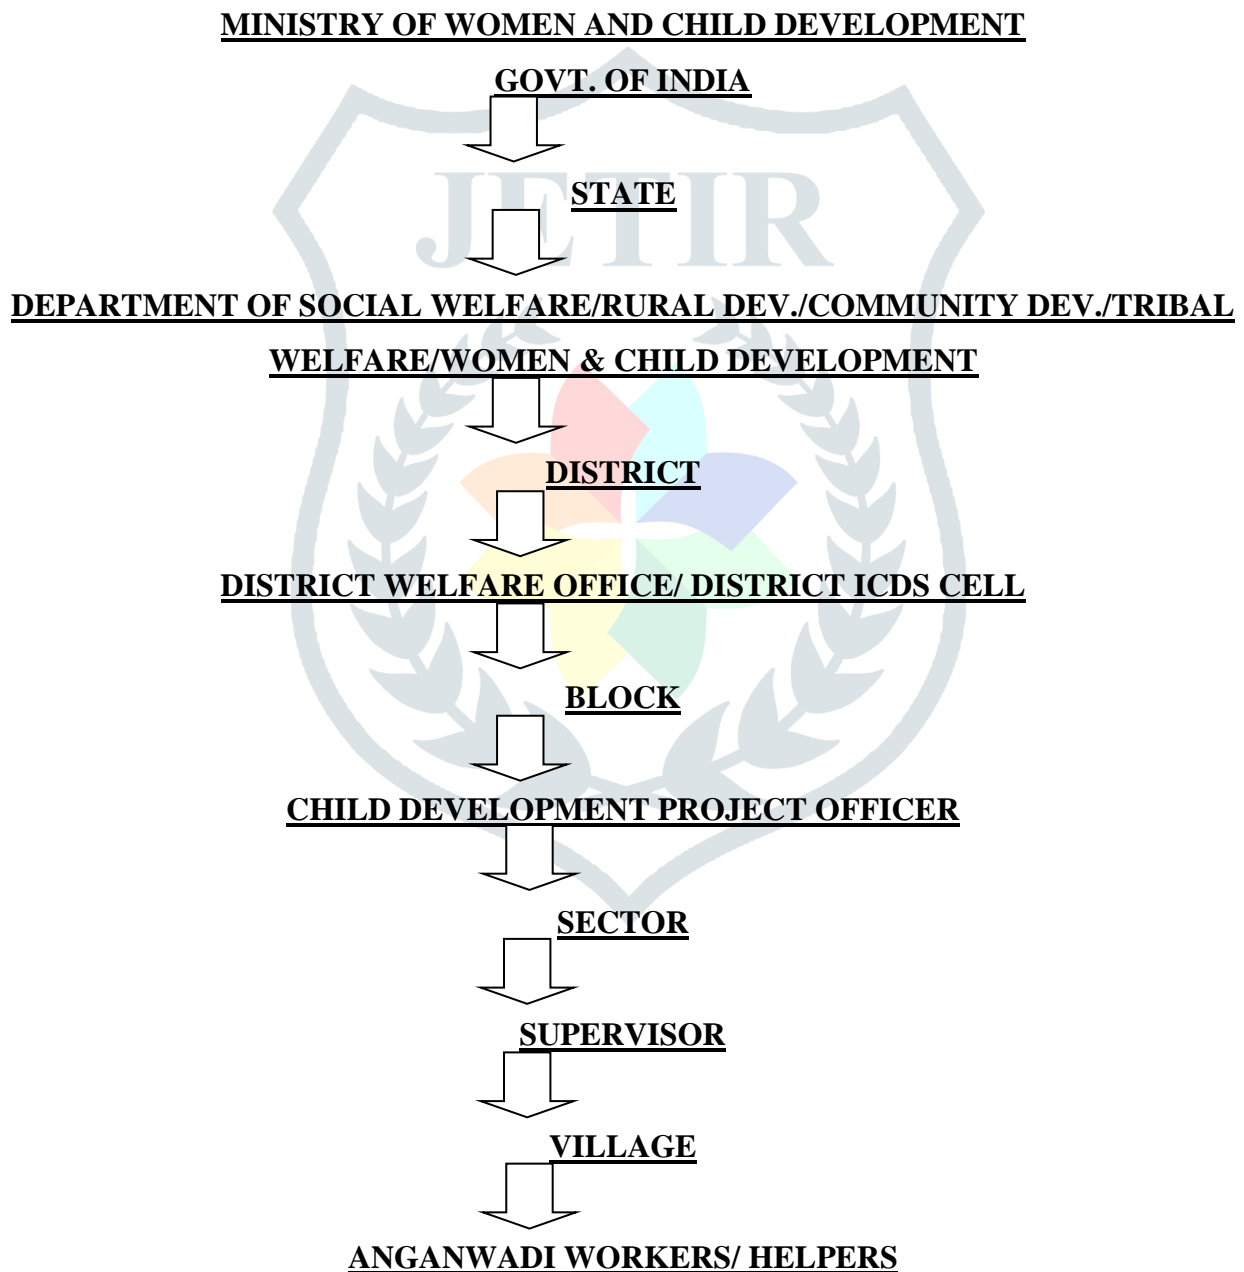 MINISTRY OF WOMEN AND CHILD DEVELOPMENT
GOVT. OF INDIA
JETIR
STATE
DEPARTMENT OF SOCIAL WELFARE/RURAL DEV./COMMUNITY DEV./TRIBAL
WELFARE/WOMEN & CHILD DEVELOPMENT
DISTRICT
DISTRICT WELFARE OFFICE/ DISTRICT ICDS CELL
BLOCK
CHILD DEVELOPMENT PROJECT OFFICER
SECTOR
SUPERVISOR
VILLAGE
ANGANWADI WORKERS/ HELPERS